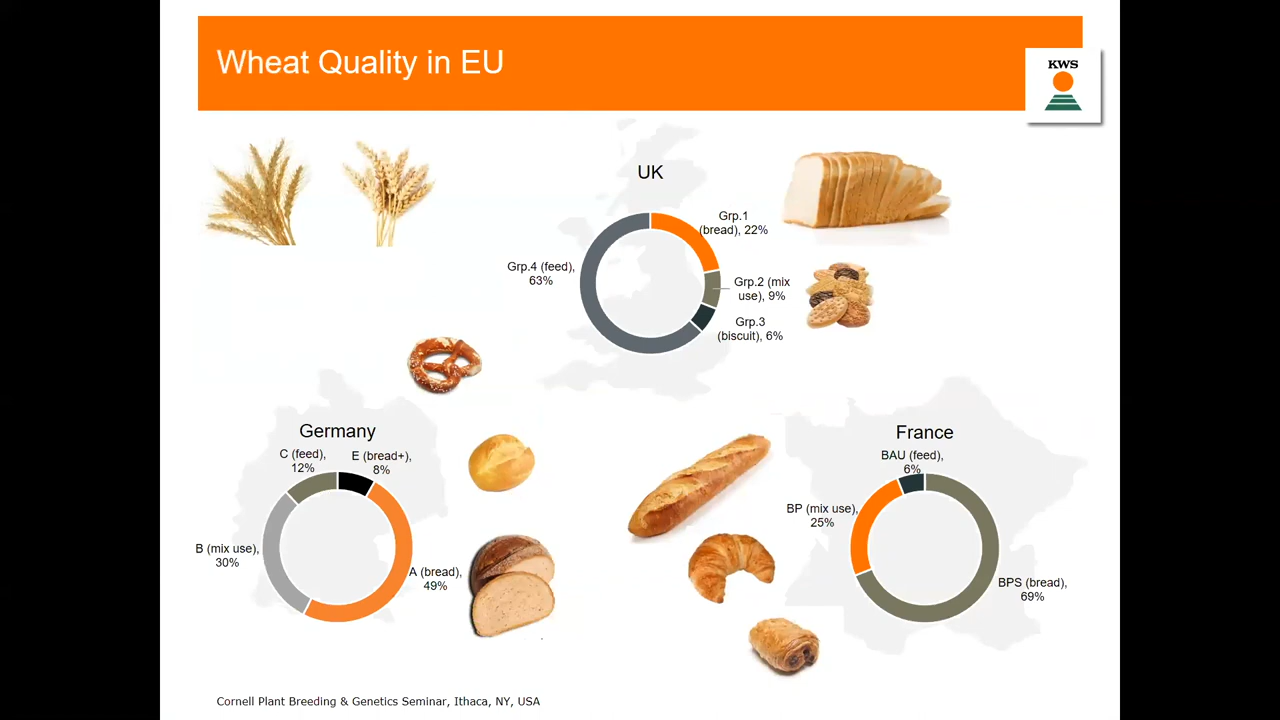 Wheat Quality in EU
KWS
UK
Grp.1
(bread), 22%
Grp.4 (feed),
63%
Grp.2 (mix
use), 9%
Grp.3
(biscuit), 6%
Germany
C (feed),
12%
E (bread+),
8%
B (mix use),
30%
A (bread),
49%
France
BAU (feed),
6%
BP (mix use),
25%
BPS (bread),
69%
Cornell Plant Breeding & Genetics Seminar, Ithaca, NY, USA